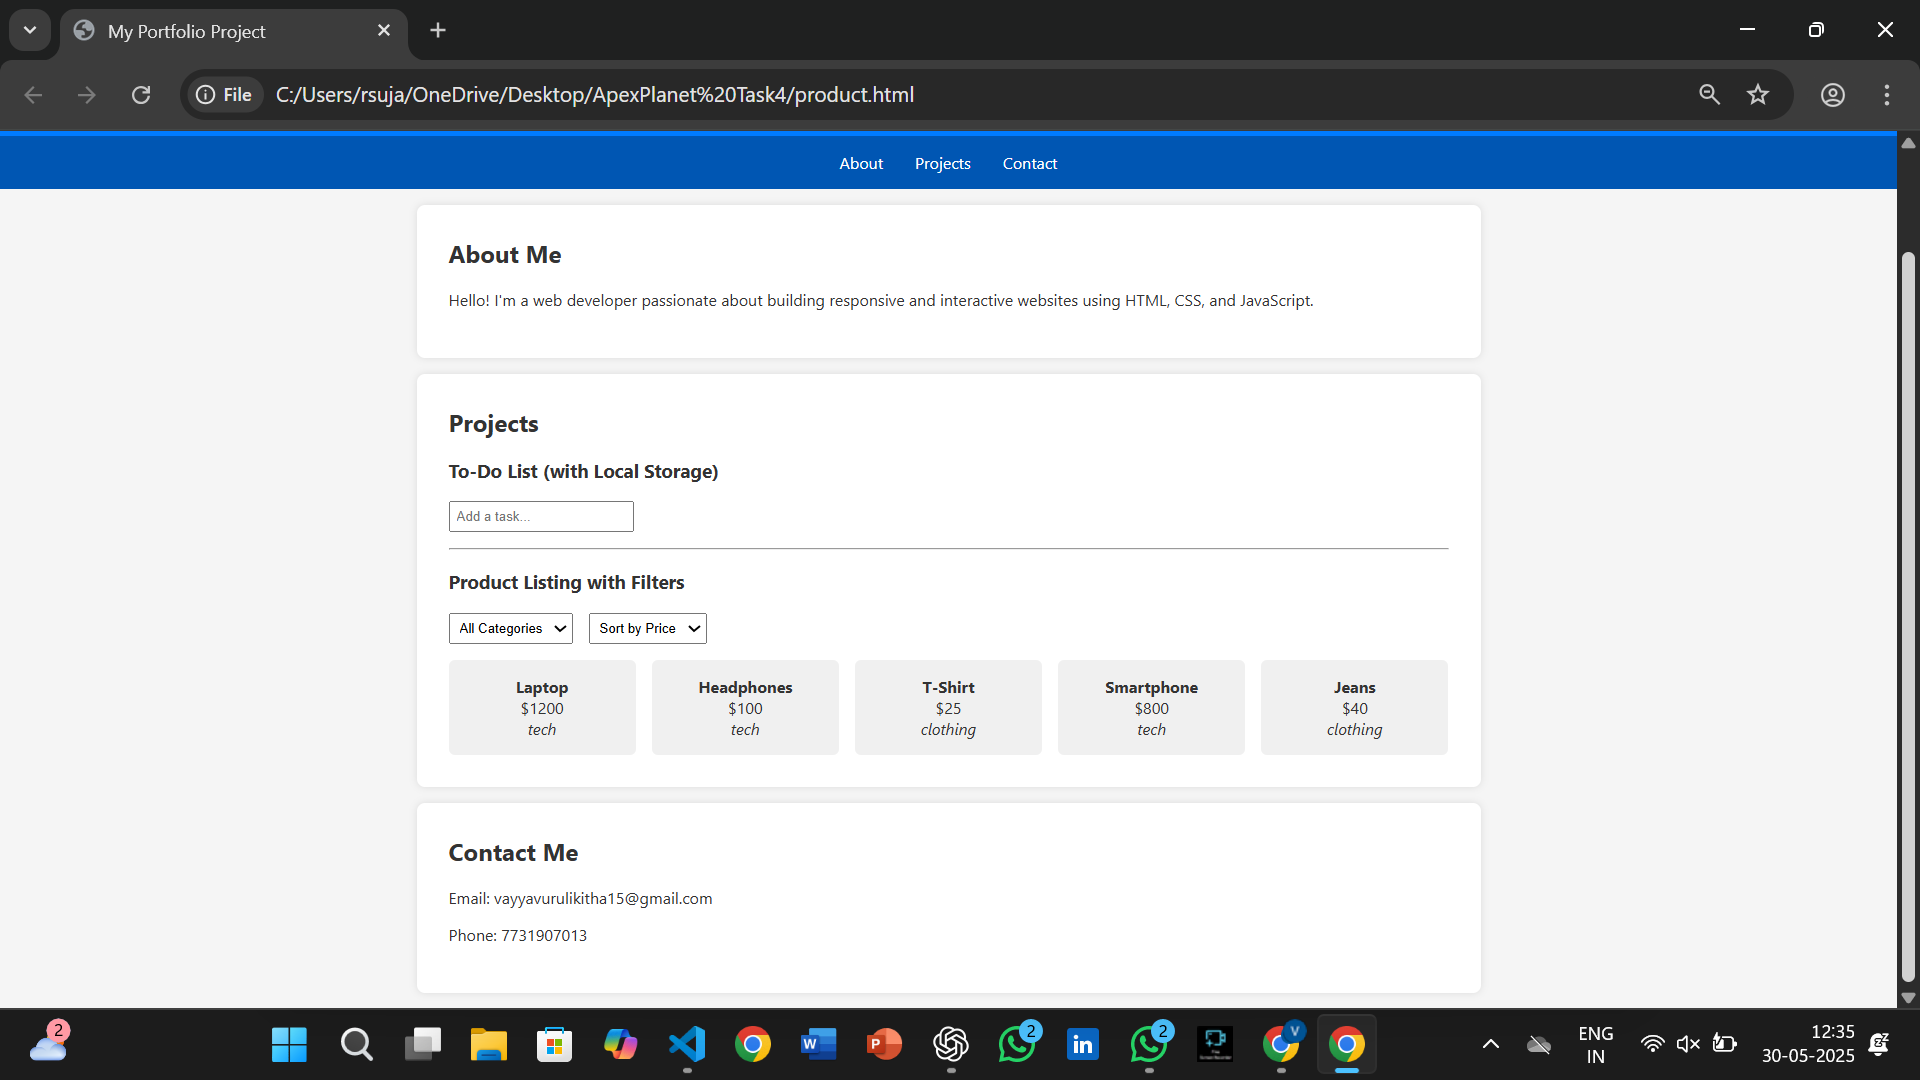 My Portfolio Project
File C:/Users/rsuja/OneDrive/Desktop/ApexPlanet%20Task4/product.html
About Projects Contact
About Me
Hello! I'm a web developer passionate about building responsive and interactive websites using HTML, CSS, and JavaScript.
Projects
To-Do List (with Local Storage)
Add a task...
Product Listing with Filters
All Categories Sort by Price
Laptop
$1200
tech
Headphones
$100
tech
T-Shirt
$25
clothing
Smartphone
$800
tech
Jeans
$40
clothing
Contact Me
Email: vayyavurulikitha15@gmail.com
Phone: 7731907013
2
W
P
2
in
2
V
ENG
IN
12:35
30-05-2025